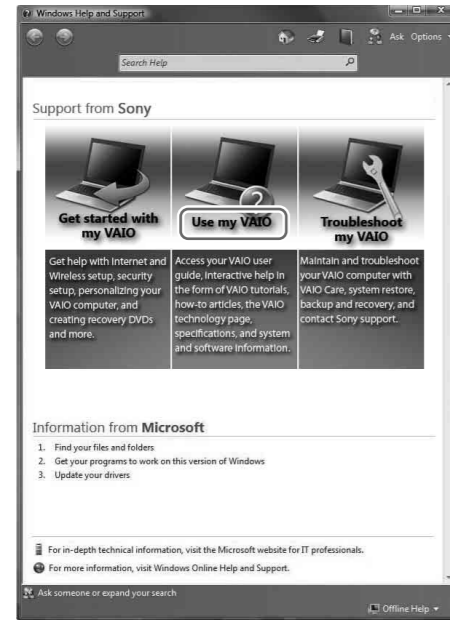 Windows Help and Support
Ask Options
Search Help
Support from Sony
Get started with
my VAIO
Get help with Internet and
Wireless setup, security
setup, personalizing your
VAIO computer, and
creating recovery DVDs
and more.
Use my VAIO
Access your VAIO user
guide, interactive help in
the form of VAIO tutorials,
how-to articles, the VAIO
technology page,
specifications, and system
and software information.
Troubleshoot
my VAIO
Maintain and troubleshoot
your VAIO computer with
VAIO Care, system restore,
backup and recovery, and
contact Sony support.
Information from Microsoft
1. Find your files and folders
2. Get your programs to work on this version of Windows
3. Update your drivers
For in-depth technical information, visit the Microsoft website for IT professionals.
For more information, visit Windows Online Help and Support.
Ask someone or expand your search
Offline Help